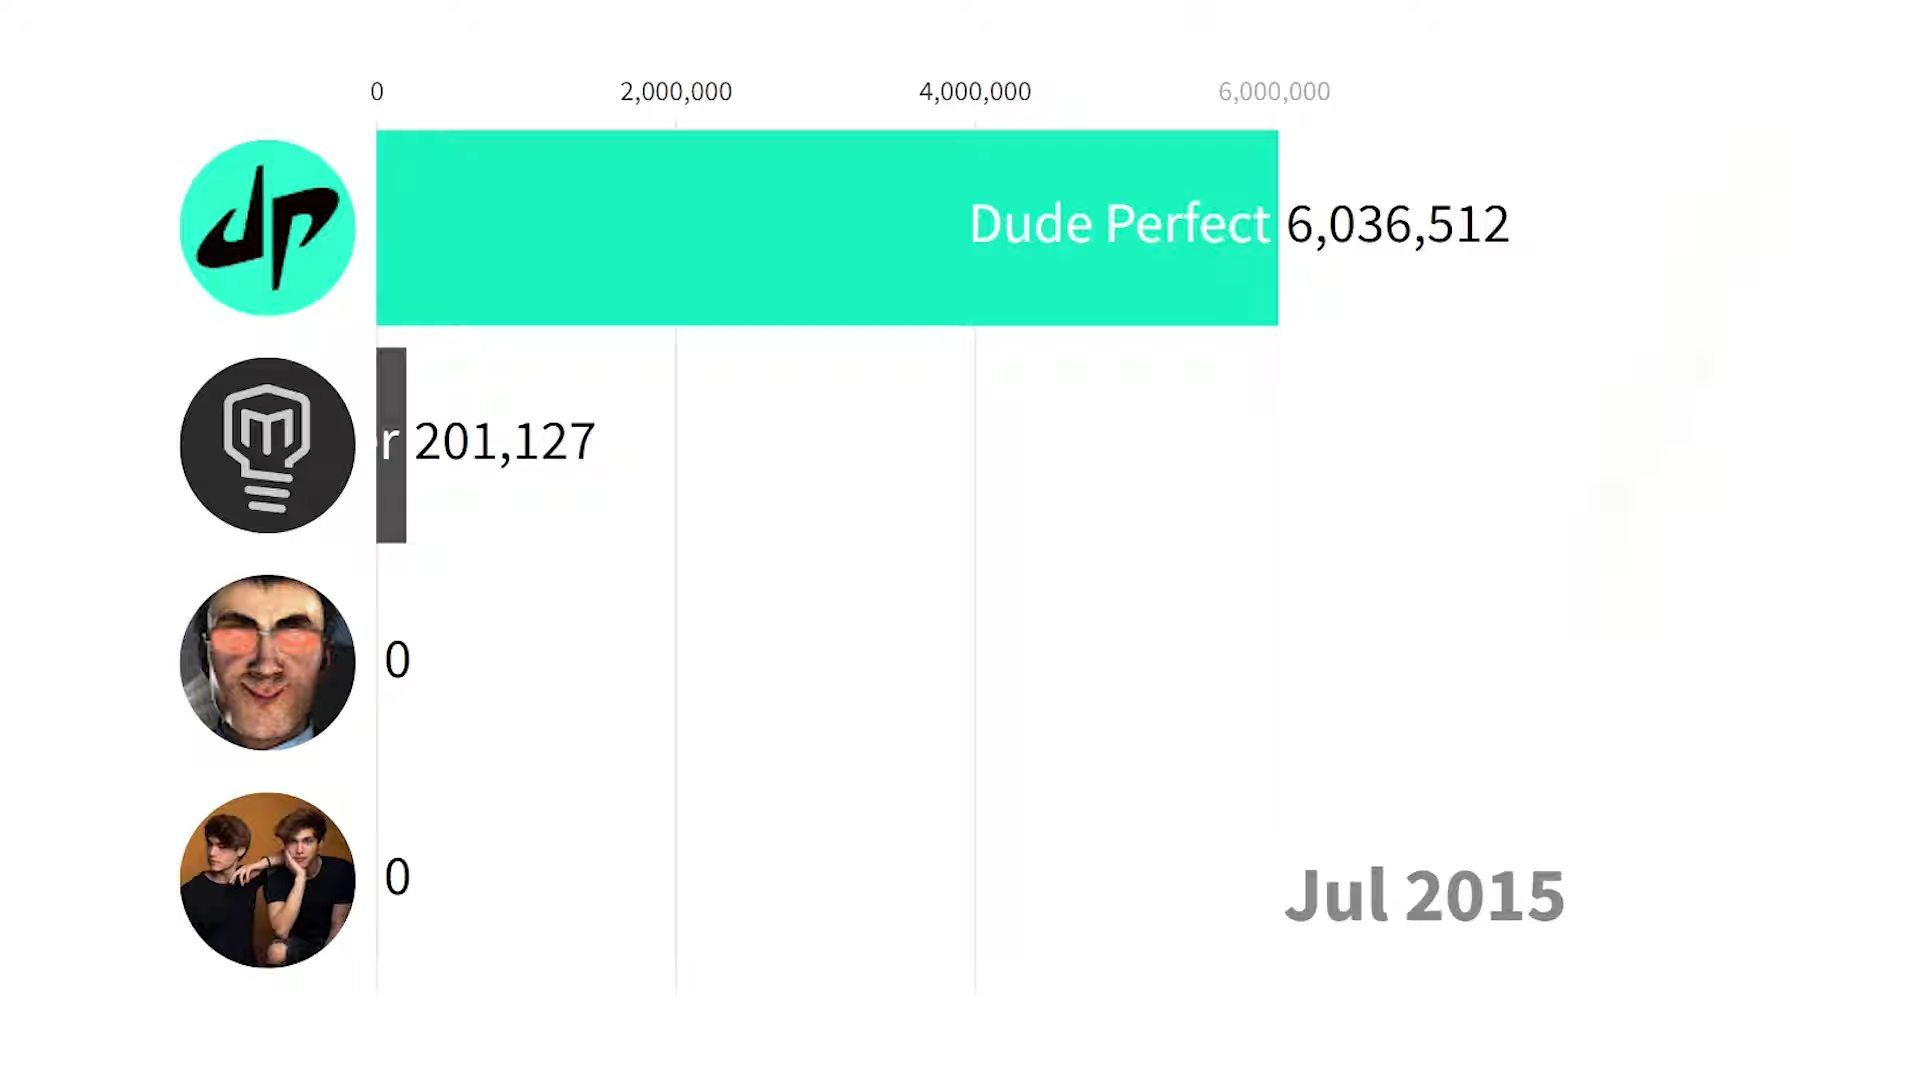 0 2,000,000 4,000,000 6,000,000
dp
Dude Perfect 6,036,512
r 201,127
0
0
Jul 2015